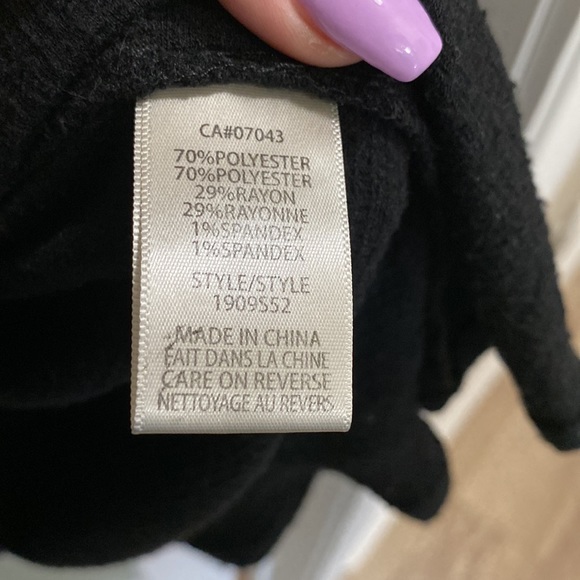 CA#07043
70%POLYESTER
70%POLYESTER
29%RAYON
29%RAYONNE
1%SPANDEX
1%SPANDEX
STYLE/STYLE
1909S52
MADE IN CHINA
FAIT DANS LA CHINE
CARE ON REVERSE
NETTOYAGE AU REVERS